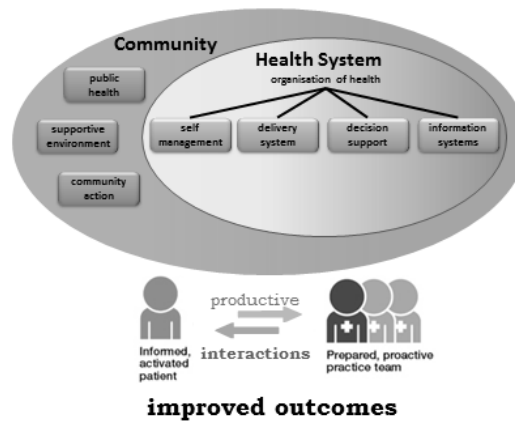 Community
Health System
organisation of health
public
health
supportive
environment
community
action
self
management
delivery
system
decision
support
information
systems
productive
interactions
Informed,
activated
patient
Prepared, proactive
practice team
improved outcomes